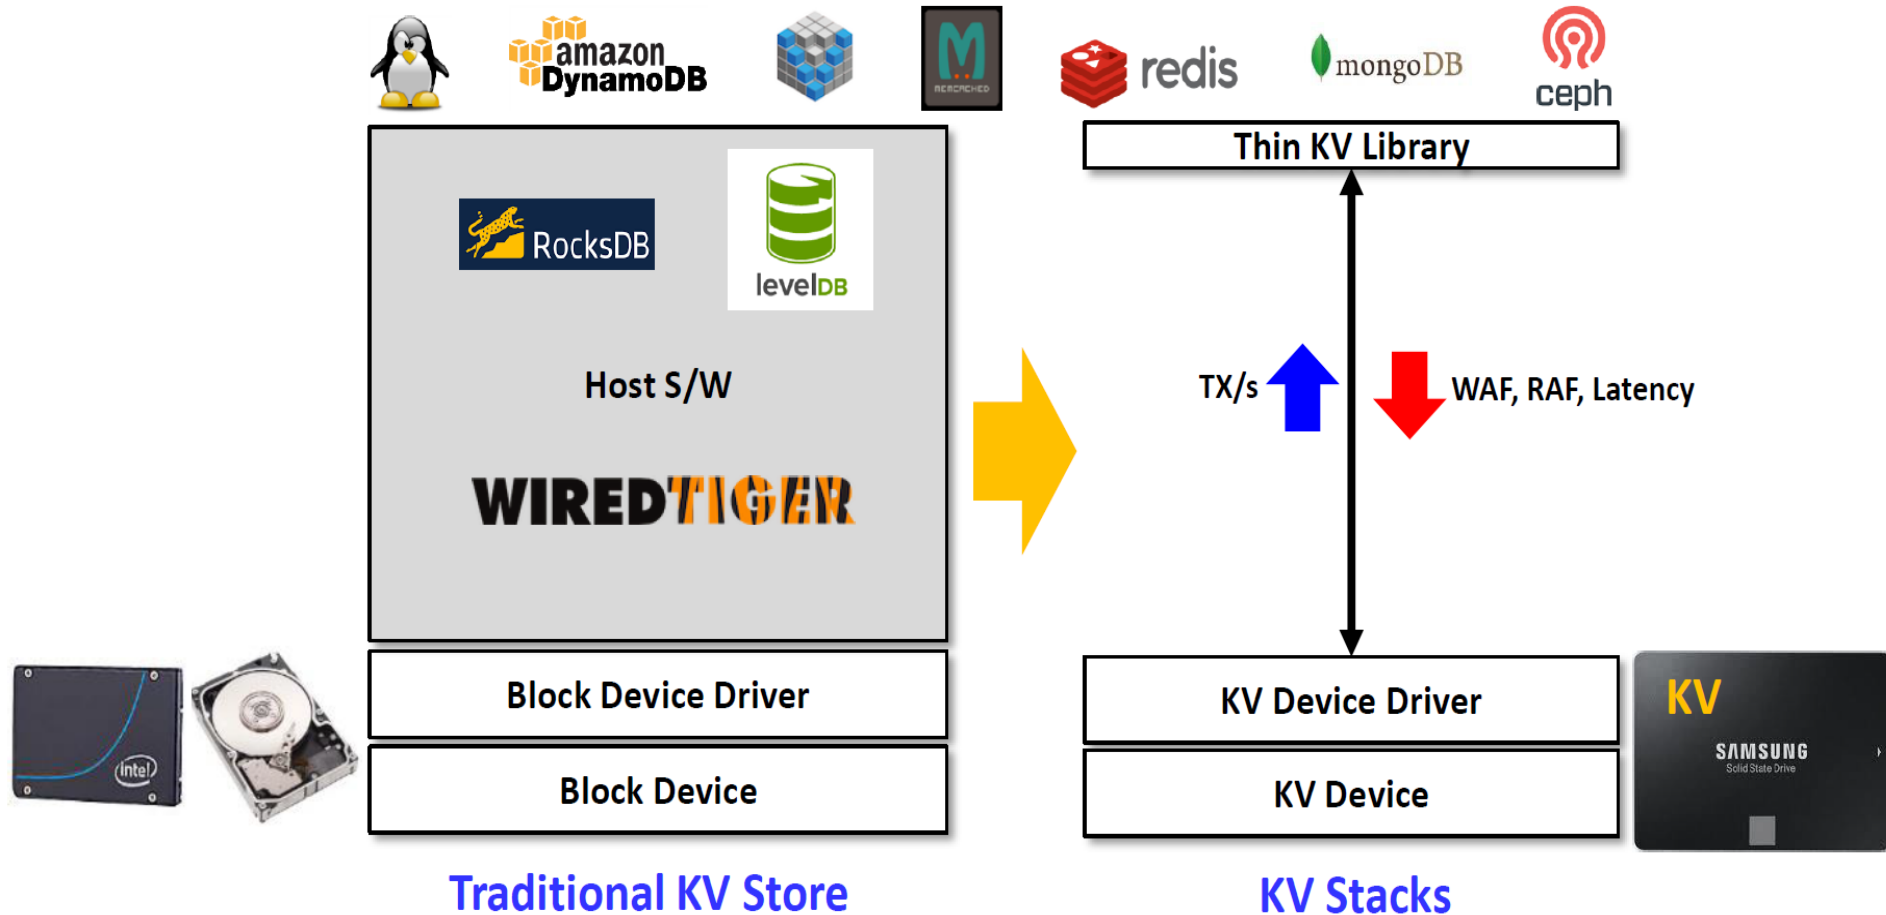 amazon
DynamoDB
MEMCACHED
redis
mongoDB
ceph
Thin KV Library
RocksDB
levelDB
Host S/W
TX/s
WAF, RAF, Latency
WIREDTIGER
Block Device Driver
KV Device Driver
KV
SAMSUNG
Solid State Drive
intel
Block Device
KV Device
Traditional KV Store
KV Stacks